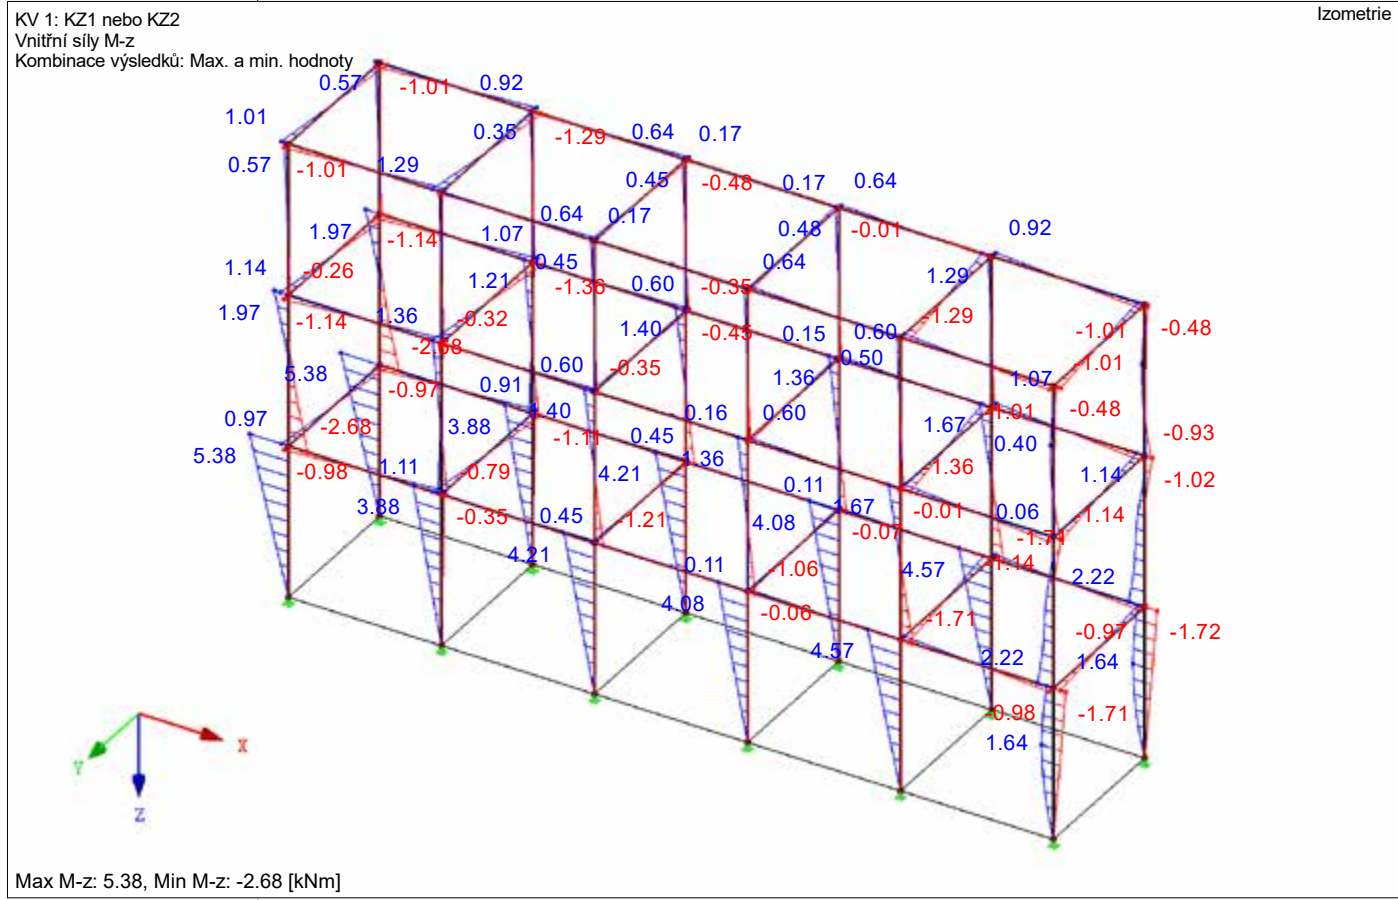 KV 1: KZ1 nebo KZ2
Izometrie
Vnitřní síly M-z
Kombinace výsledků: Max. a min. hodnoty
0.57 -1.01 0.92
1.01 0.35 -1.29 0.64 0.17
0.57 -1.01 1.29 0.45 -0.48 0.17 0.64
0.64 0.17 0.48 -0.01 0.92
1.97 -1.14 1.07
1.14 -0.26 1.21 0.45 -1.36 0.60 -0.35 0.64 1.29
1.97 -1.14 1.36 -0.32 1.40 -0.45 0.15 0.60 -1.29 -1.01 -0.48
-2.68 0.60 -0.35 0.50 -1.01
5.38 -0.97 0.91 1.36 1.07
0.97 -2.68 3.88 1.40 -1.11 0.45 0.16 0.60 1.67 -1.01 -0.48 -0.93
5.38 -0.98 1.11 -0.79 4.21 1.36 -1.36 0.40 1.14 -1.02
3.88 -0.35 0.45 -1.21 0.11 1.67 -0.01 0.06 -1.14
4.08 -0.07 -1.71
4.21 0.11 -1.06 4.57 -1.14 2.22
4.08 -0.06 -1.71 -0.97 -1.72
4.57 2.22 1.64
-0.98 -1.71
1.64
X
Y
Z
Max M-z: 5.38, Min M-z: -2.68 [kNm]